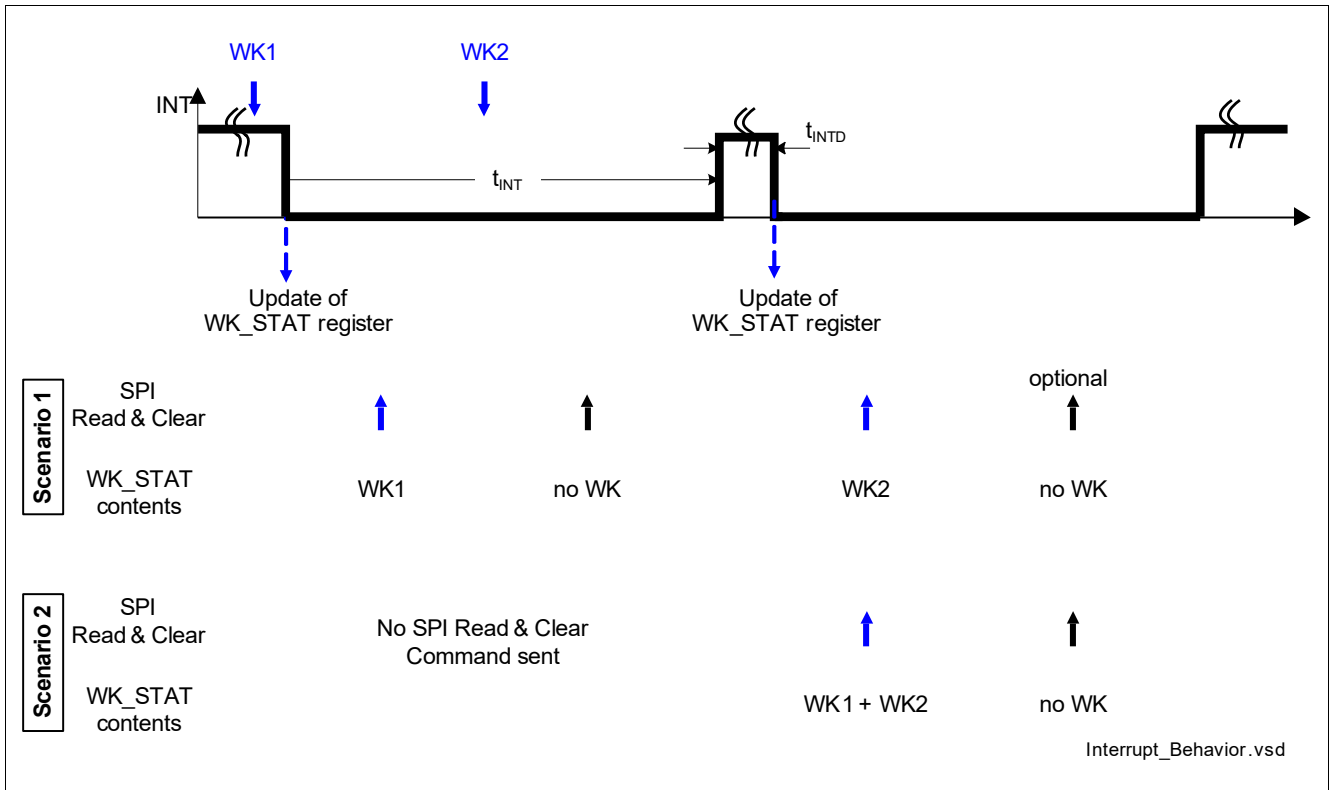 WK1
WK2
INT
tINTD
tINT
Update of
WK_STAT register
Update of
WK_STAT register
Scenario 1
SPI
Read & Clear
optional
WK_STAT
contents
WK1
no WK
WK2
no WK
Scenario 2
SPI
Read & Clear
No SPI Read & Clear
Command sent
WK_STAT
contents
WK1 + WK2
no WK
Interrupt_Behavior.vsd